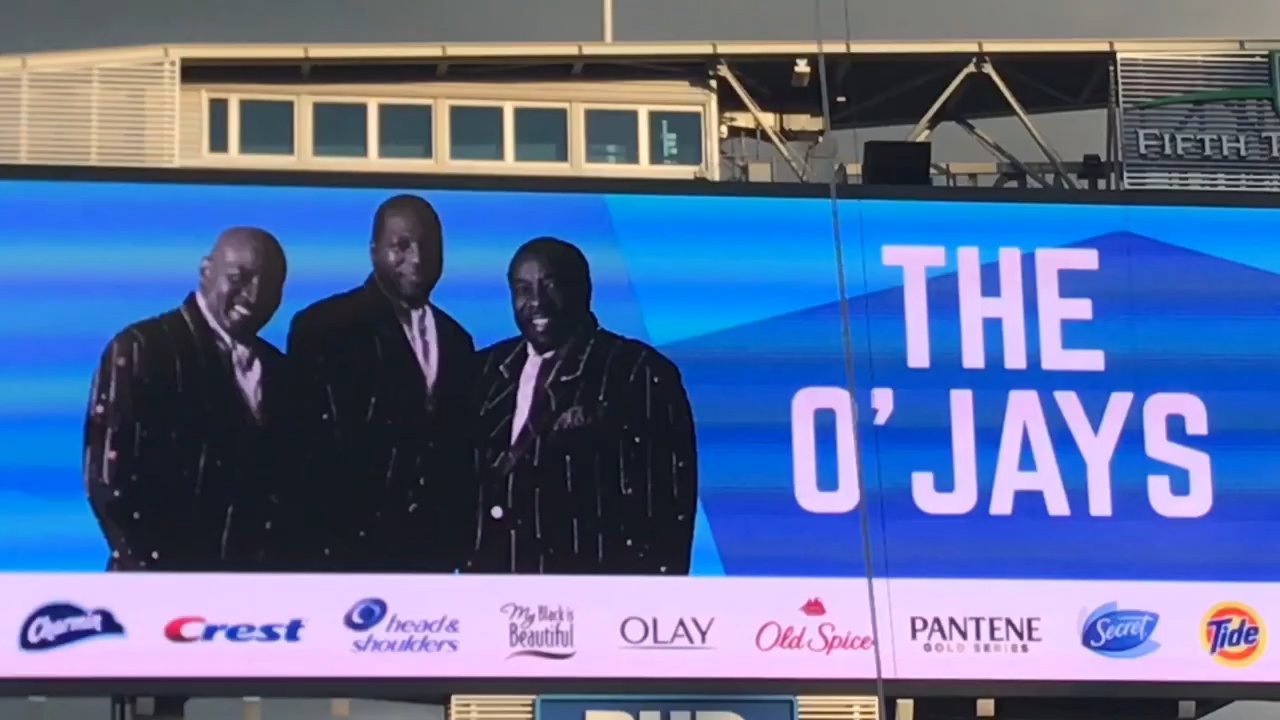 FIFTH T
THE
O'JAYS
Charmin
Crest
head &
shoulders
My Black is
Beautiful
OLAY
Old Spice
PANTENE
GOLD SERIES
Secret
Tide